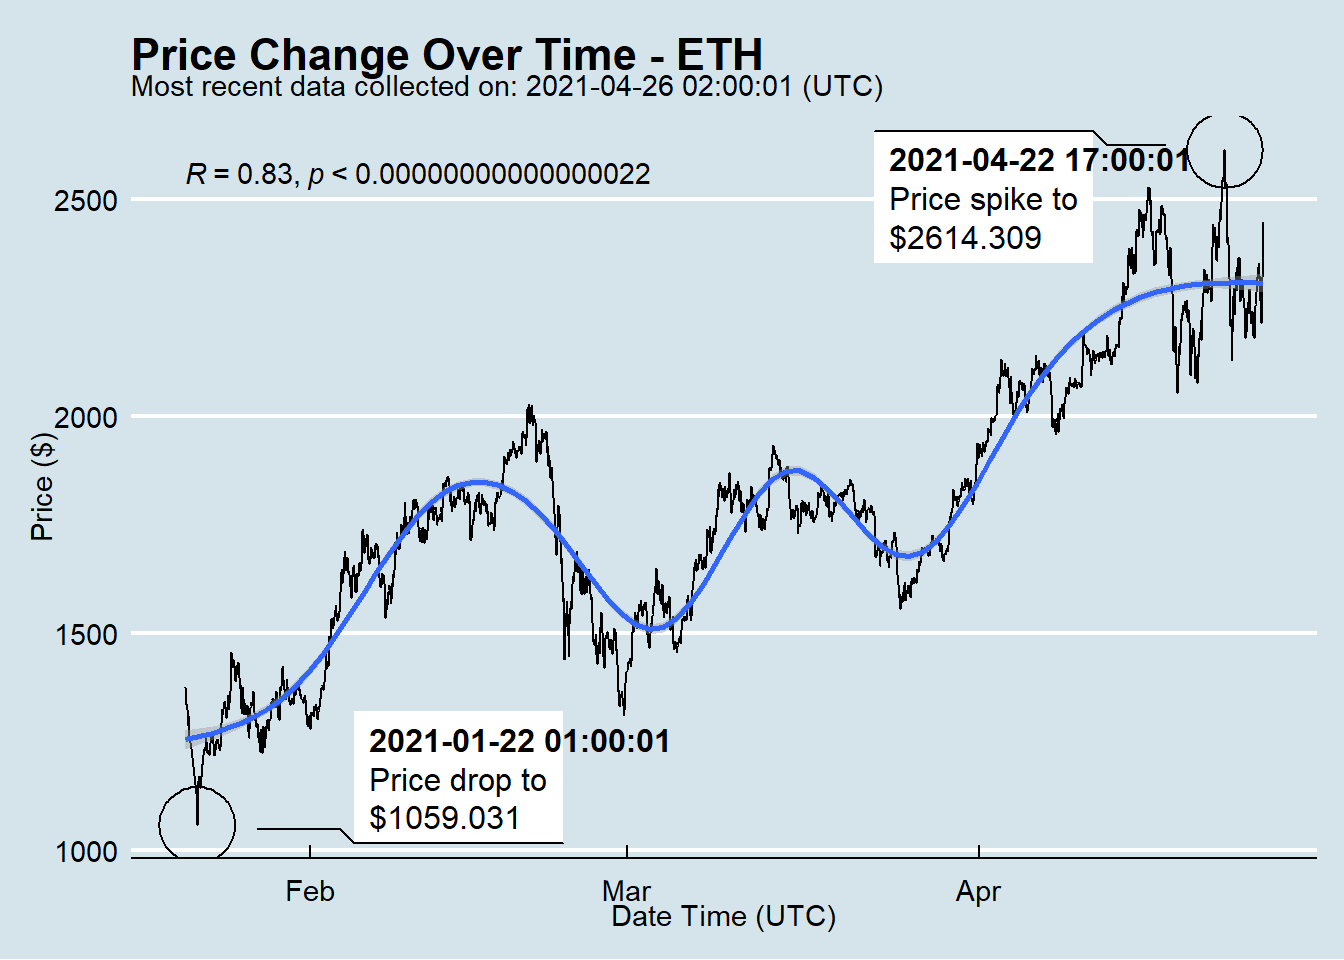 Price Change Over Time - ETH
Most recent data collected on: 2021-04-26 02:00:01 (UTC)
R = 0.83, p < 0.00000000000000022
2021-04-22 17:00:01
Price spike to
$2614.309
2500
2000
Price ($)
1500
2021-01-22 01:00:01
Price drop to
$1059.031
1000
Feb Mar Apr
Date Time (UTC)